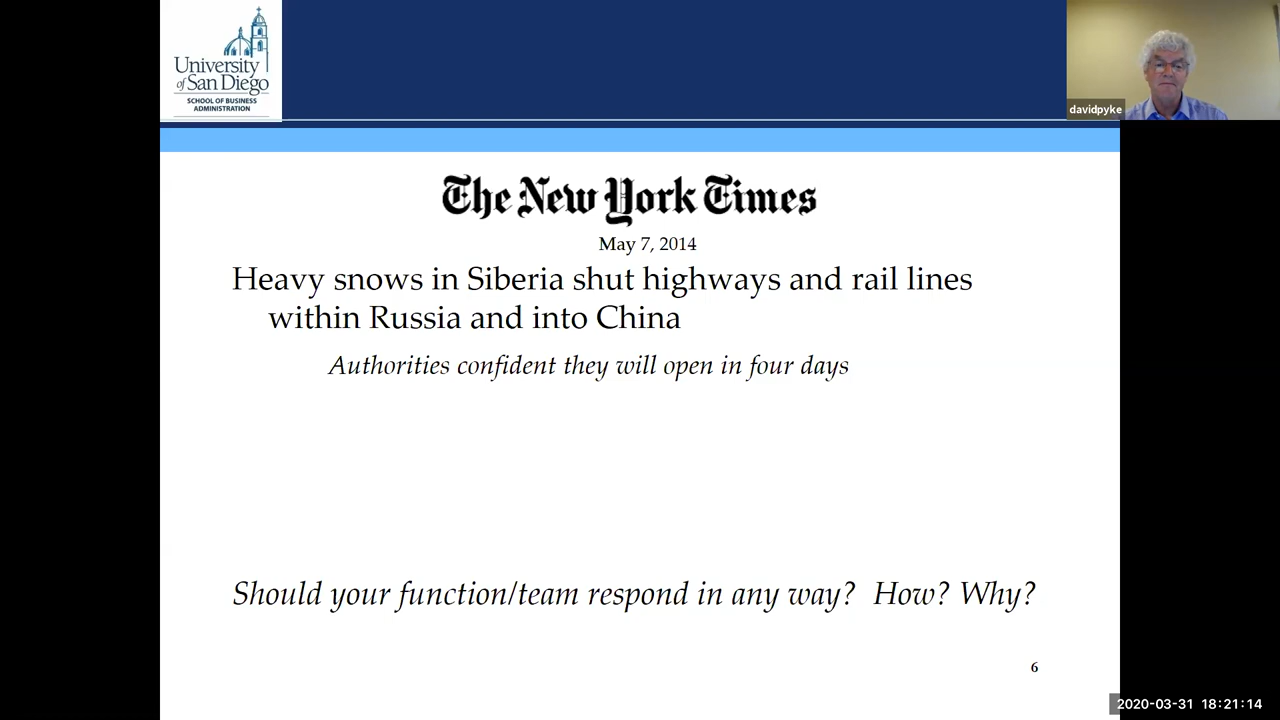 University
of San Diego
SCHOOL OF BUSINESS
ADMINISTRATION
davidpyke
The New York Times
May 7, 2014
Heavy snows in Siberia shut highways and rail lines
within Russia and into China
Authorities confident they will open in four days
Should your function/team respond in any way? How? Why?
6
2020-03-31 18:21:14